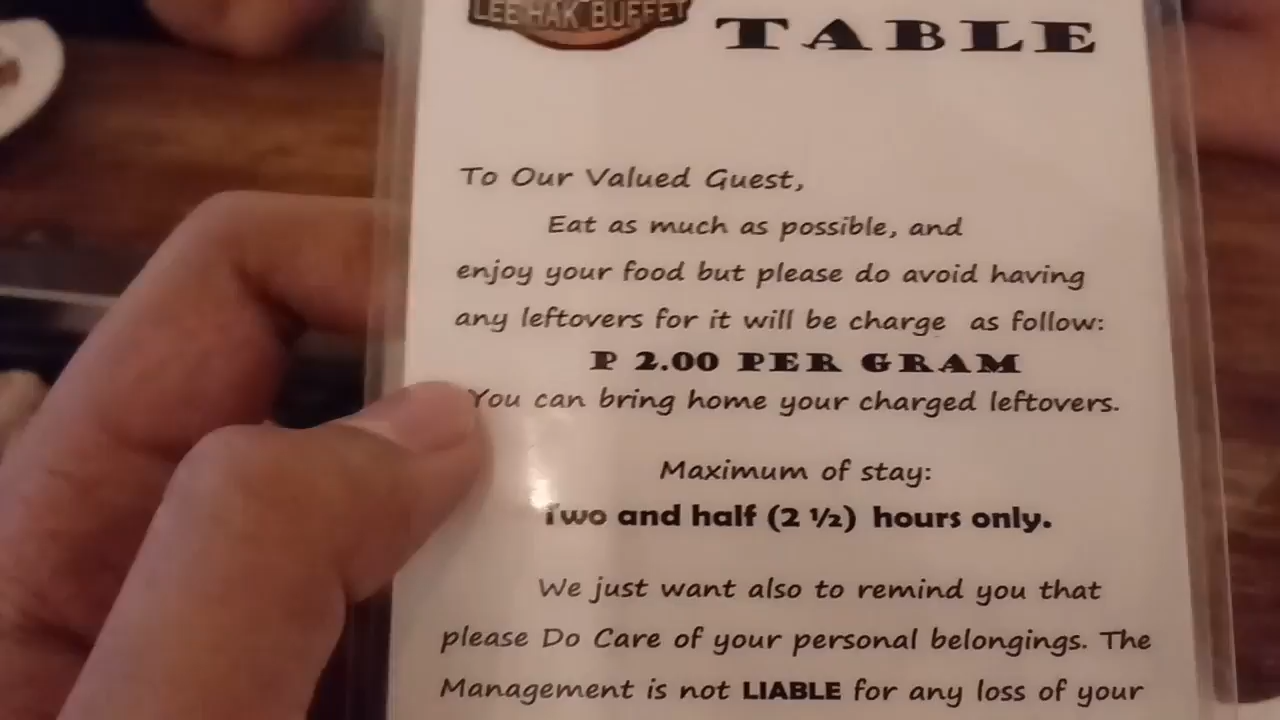 LEE HAK BUFFET
TABLE
To Our Valued Guest,
Eat as much as possible, and
enjoy your food but please do avoid having
any leftovers for it will be charge as follow:
P 2.00 PER GRAM
You can bring home your charged leftovers.
Maximum of stay:
Two and half (2 ½) hours only.
We just want also to remind you that
please Do Care of your personal belongings. The
Management is not LIABLE for any loss of your